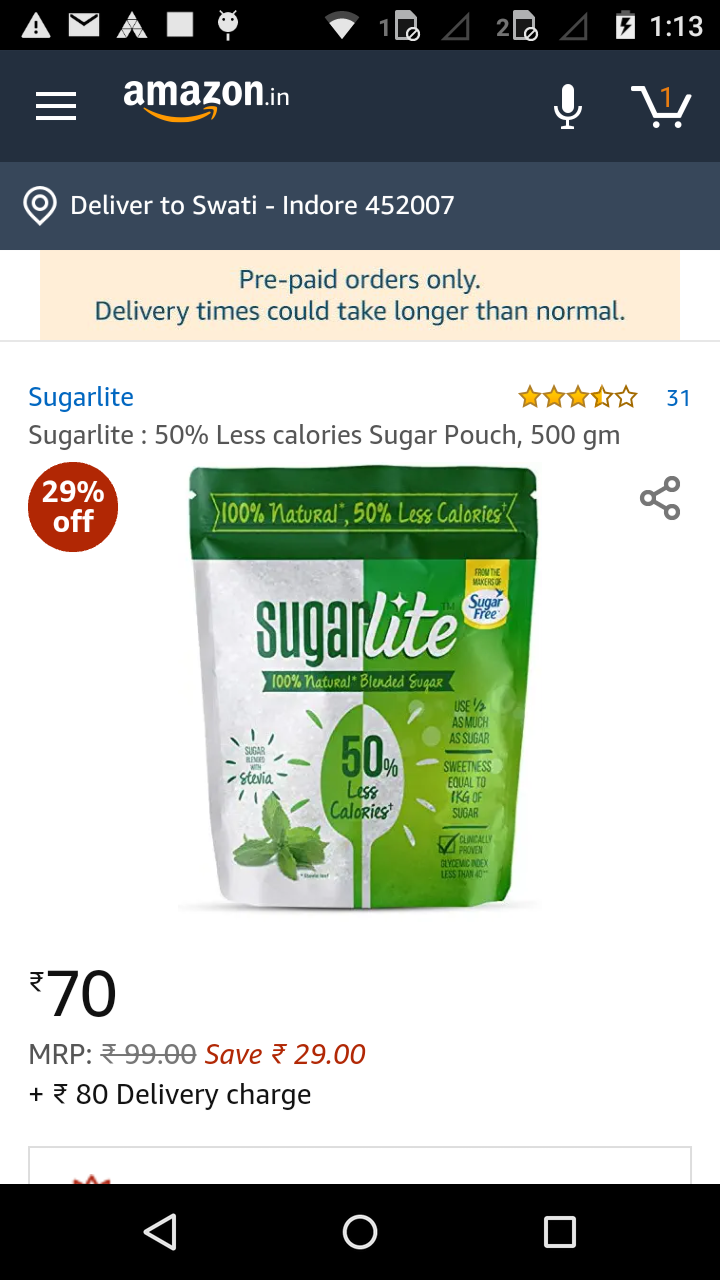 1 2 1:13
amazon.in
1
Deliver to Swati - Indore 452007
Pre-paid orders only.
Delivery times could take longer than normal.
Sugarlite 31
Sugarlite : 50% Less calories Sugar Pouch, 500 gm
29%
off
100% Natural*, 50% Less Calories†
FROM THE
MAKERS OF
Sugar
Free
sugarlite™
100% Natural* Blended Sugar
USE 1/2
AS MUCH
AS SUGAR
SUGAR
BLENDED
WITH
Stevia
50%
Less
Calories†
SWEETNESS
EQUAL TO
1KG OF
SUGAR
CLINICALLY
PROVEN
GLYCEMIC INDEX
LESS THAN 40**
₹70
MRP: ₹ 99.00 Save ₹ 29.00
+ ₹ 80 Delivery charge